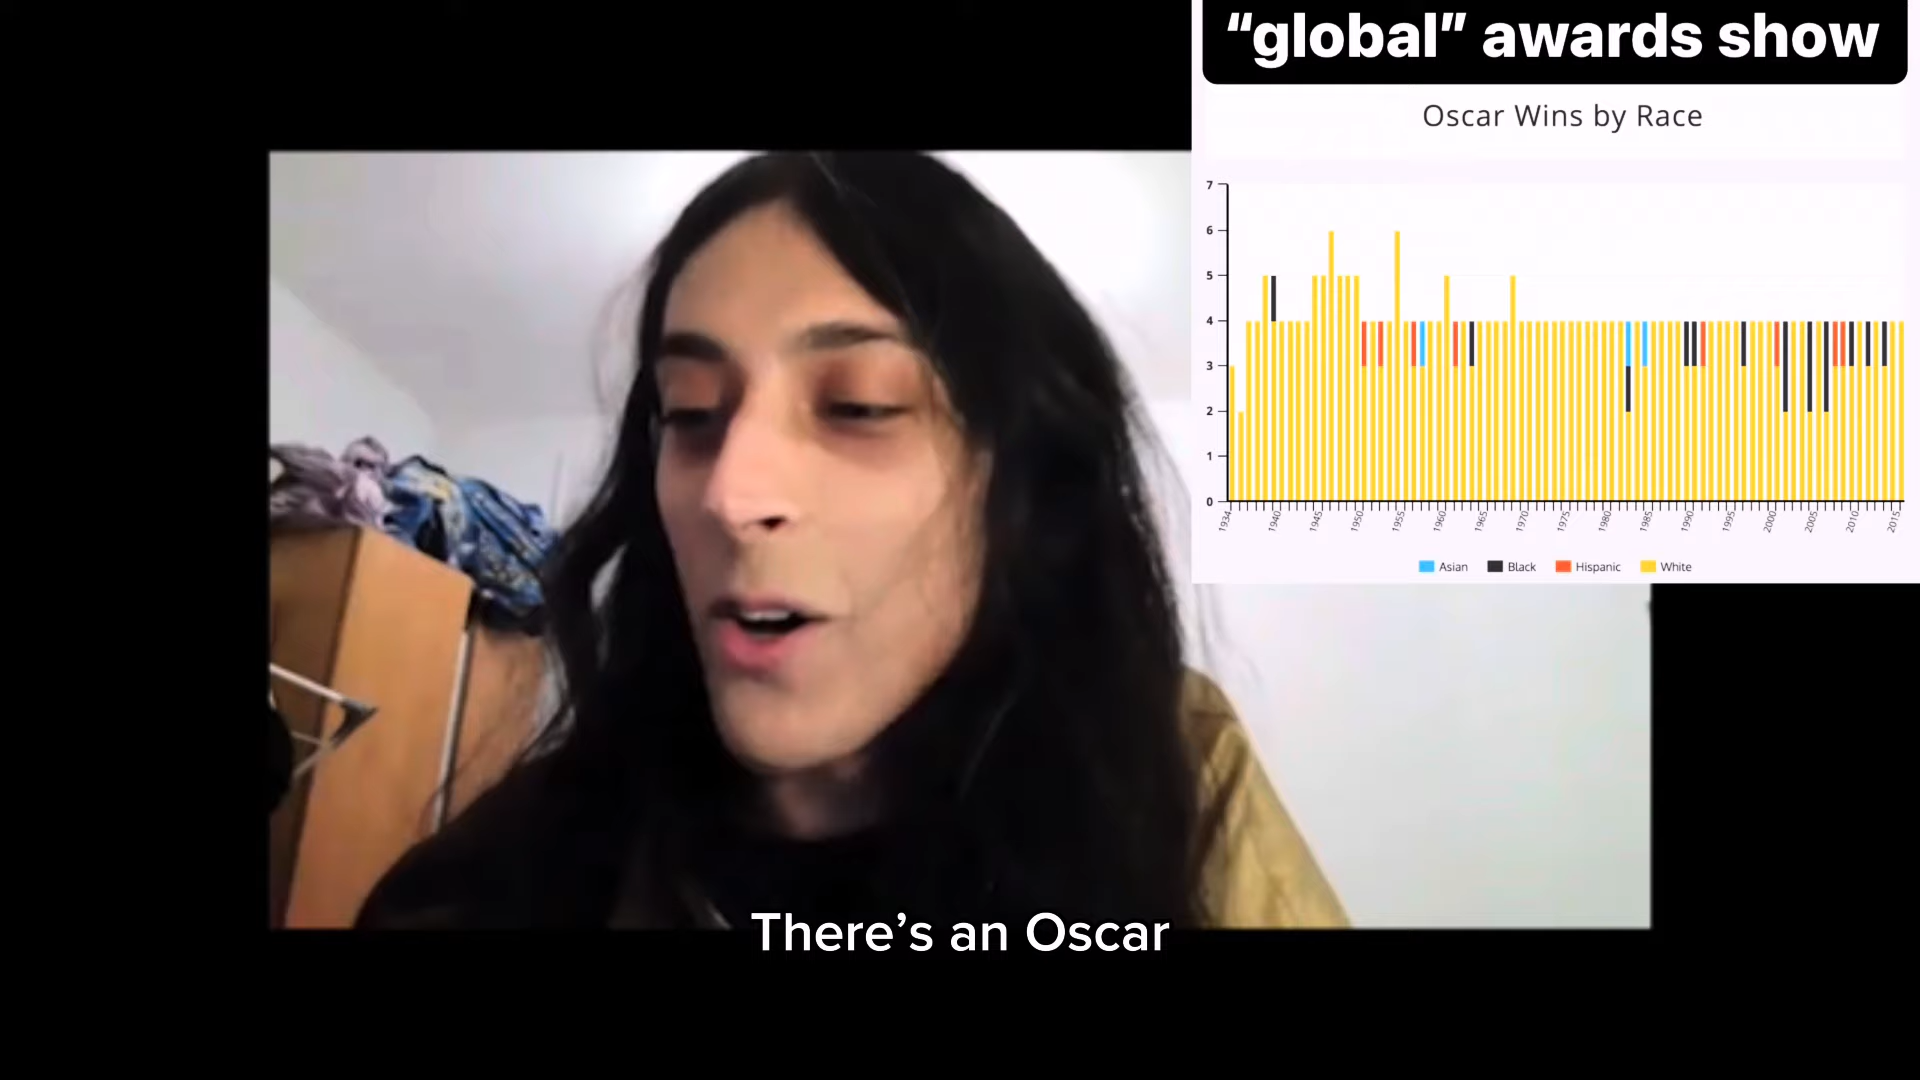 “global” awards show
Oscar Wins by Race
7
6
5
4
3
2
1
0
1934 1940 1945 1950 1955 1960 1965 1970 1975 1980 1985 1990 1995 2000 2005 2010 2015
Asian Black Hispanic White
There’s an Oscar